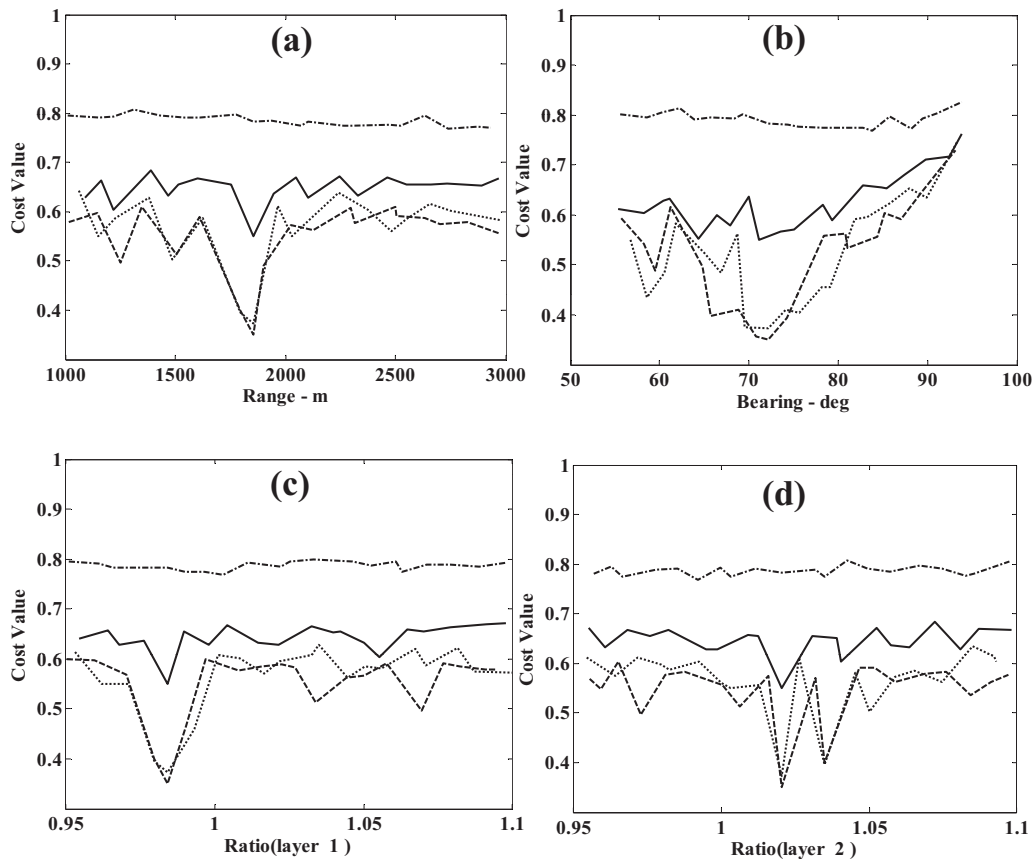 (a)
1
0.9
0.8
0.7
0.6
0.5
0.4
Cost Value
1000 1500 2000 2500 3000
Range - m
(b)
1
0.9
0.8
0.7
0.6
0.5
0.4
Cost Value
50 60 70 80 90 100
Bearing - deg
(c)
1
0.9
0.8
0.7
0.6
0.5
0.4
Cost Value
0.95 1 1.05 1.1
Ratio(layer 1 )
(d)
1
0.9
0.8
0.7
0.6
0.5
0.4
Cost Value
0.95 1 1.05 1.1
Ratio(layer 2 )